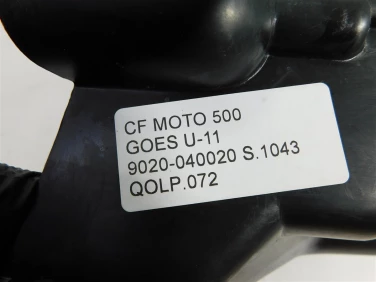 CF MOTO 500
GOES U-11
9020-040020 S.1043
QOLP.072